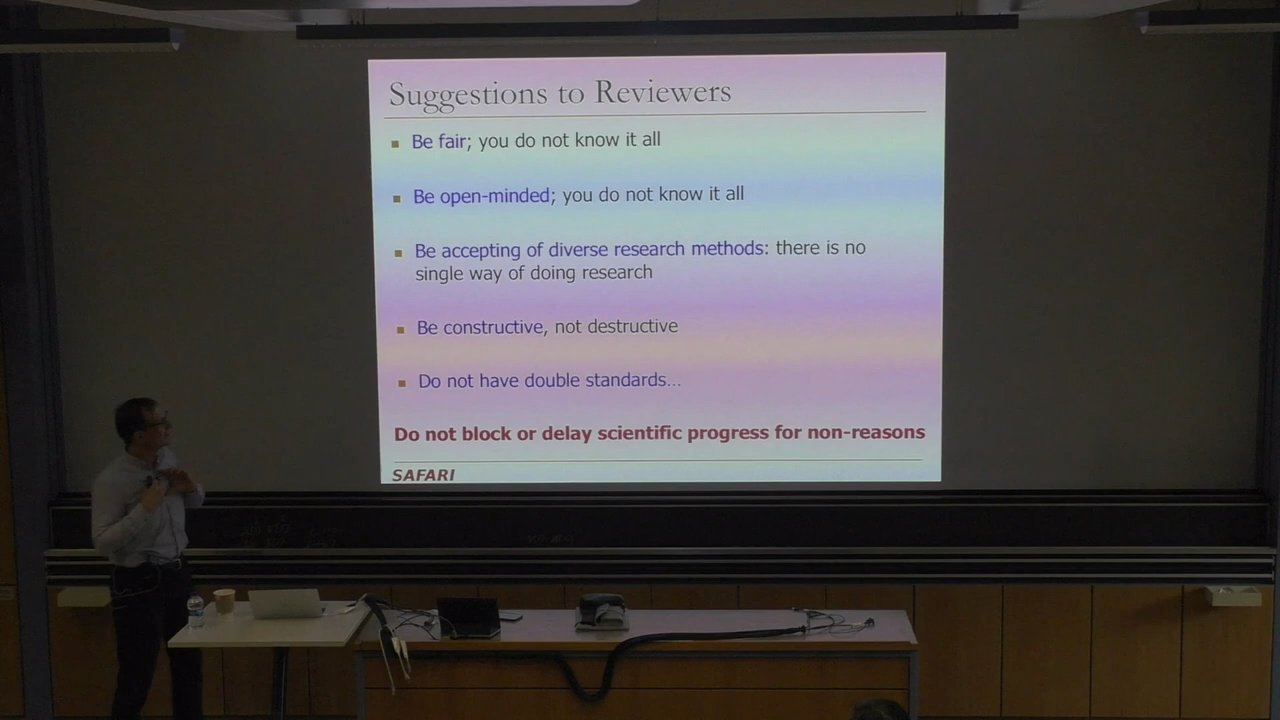 Suggestions to Reviewers
Be fair; you do not know it all
Be open-minded; you do not know it all
Be accepting of diverse research methods: there is no
single way of doing research
Be constructive, not destructive
Do not have double standards...
Do not block or delay scientific progress for non-reasons
SAFARI